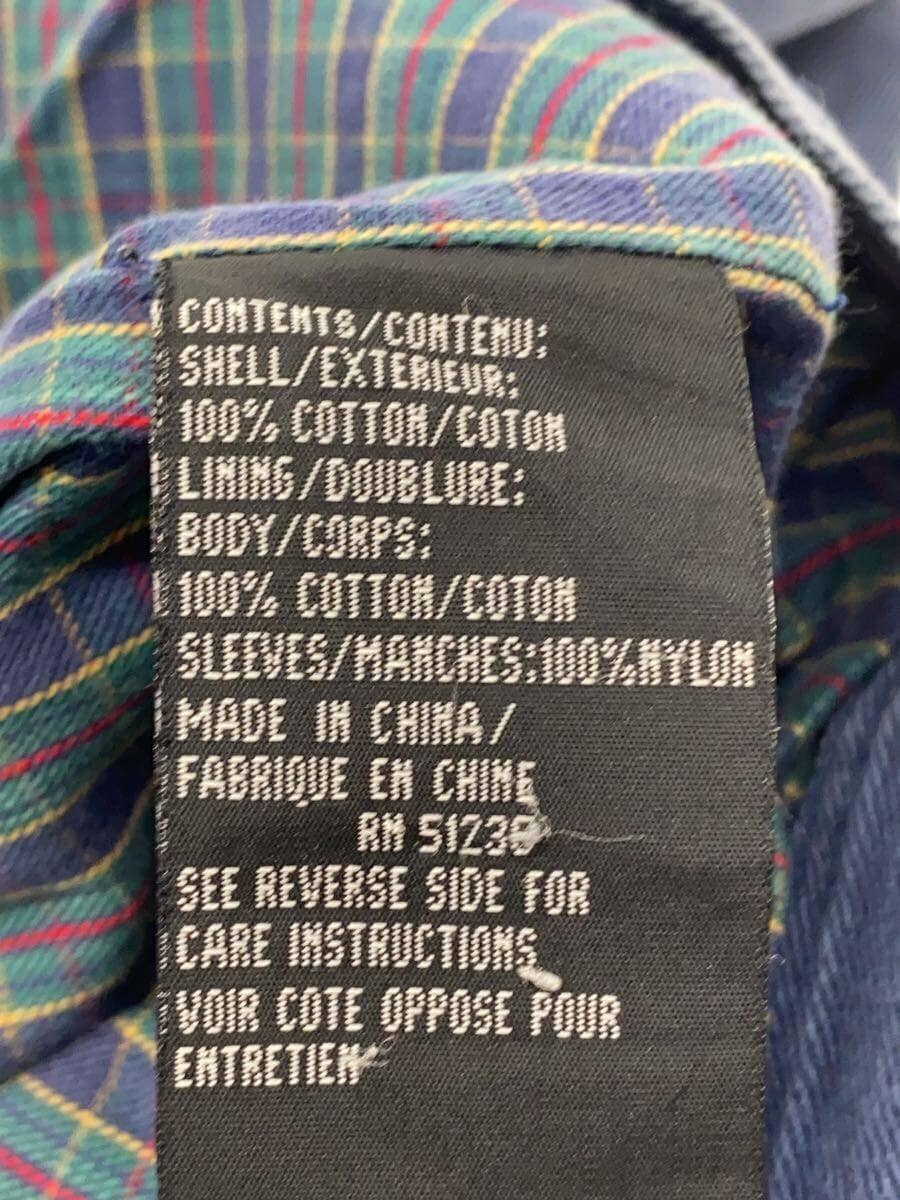 CONTENTS/CONTENU:
SHELL/EXTERIEUR:
100% COTTON/COTON
LINING/DOUBLURE:
BODY/CORPS:
100% COTTON/COTON
SLEEVES/MANCHES:100%NYLON
MADE IN CHINA/
FABRIQUE EN CHINE
RN
SEE REVERSE SIDE FOR
CARE INSTRUCTIONS
VOIR COTE OPPOSE POUR
ENTRETIEN